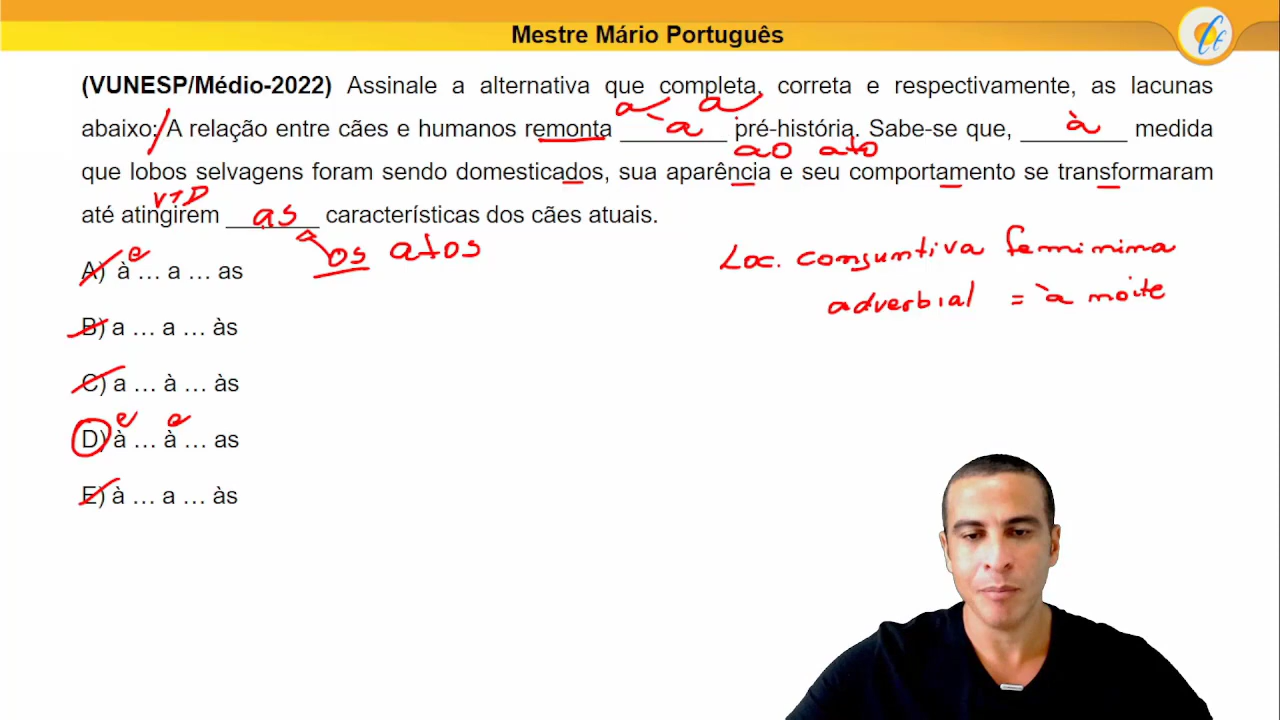 Mestre Mário Português
(VUNESP/Médio-2022) Assinale a alternativa que completa, correta e respectivamente, as lacunas
a a
abaixo: A relação entre cães e humanos remonta à pré-história. Sabe-se que, à medida
ao ato
que lobos selvagens foram sendo domesticados, sua aparência e seu comportamento se transformaram
VTD
até atingirem as características dos cães atuais.
os atos
Loc. conjuntiva feminina
adverbial = à noite
A) à ... a ... as
B) a ... a ... às
C) a ... à ... às
D) à ... à ... as
E) à ... a ... às